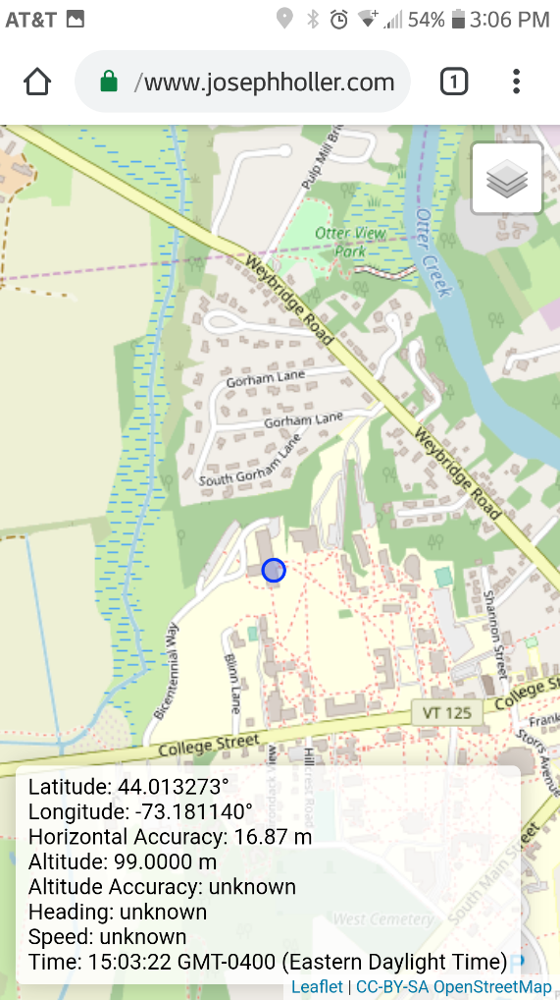 AT&T 54% 3:06 PM
/www.josephholler.com
1
Pulp Mill Bri
Otter View
Park
Otter Creek
Weybridge Road
Gorham Lane
Gorham Lane
South Gorham Lane
Weybridge Road
Shannon Street
Bicentennial Way
Blinn Lane
College Street
VT 125
College St
Frank
Storrs Avenue
rondack View
Hillcrest Road
South Main Street
West Cemetery
P
Latitude: 44.013273°
Longitude: -73.181140°
Horizontal Accuracy: 16.87 m
Altitude: 99.0000 m
Altitude Accuracy: unknown
Heading: unknown
Speed: unknown
Time: 15:03:22 GMT-0400 (Eastern Daylight Time)
Leaflet | CC-BY-SA OpenStreetMap